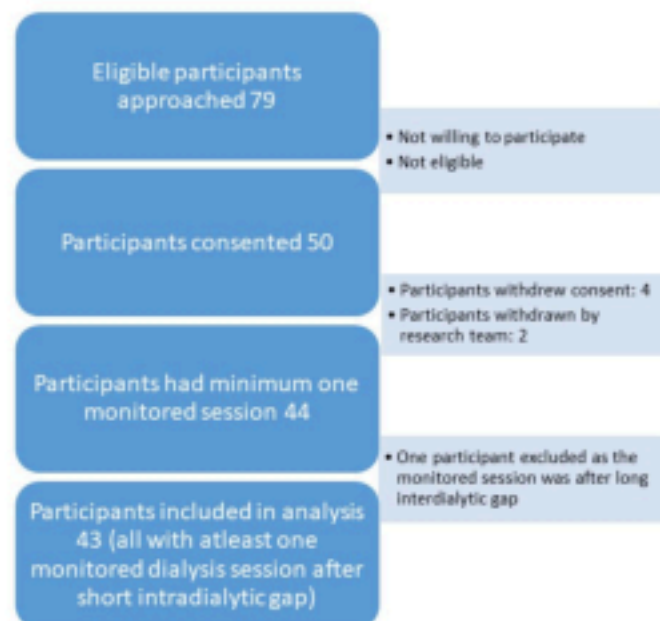 Eligible participants
approached 79
• Not willing to participate
• Not eligible
Participants consented 50
• Participants withdrew consent: 4
• Participants withdrawn by
research team: 2
Participants had minimum one
monitored session 44
• One participant excluded as the
monitored session was after long
interdialytic gap
Participants included in analysis
43 (all with atleast one
monitored dialysis session after
short intradialytic gap)